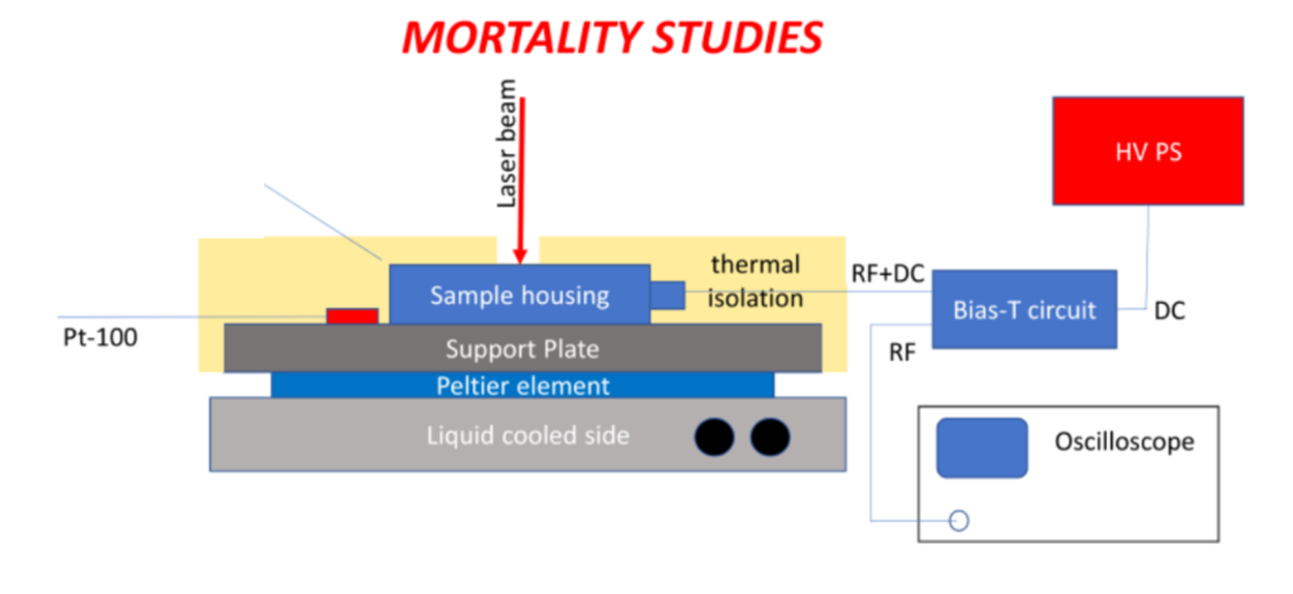 MORTALITY STUDIES
Laser beam
HV PS
thermal
isolation
RF+DC
Sample housing
Bias-T circuit
DC
Pt-100
Support Plate
RF
Peltier element
Liquid cooled side
Oscilloscope